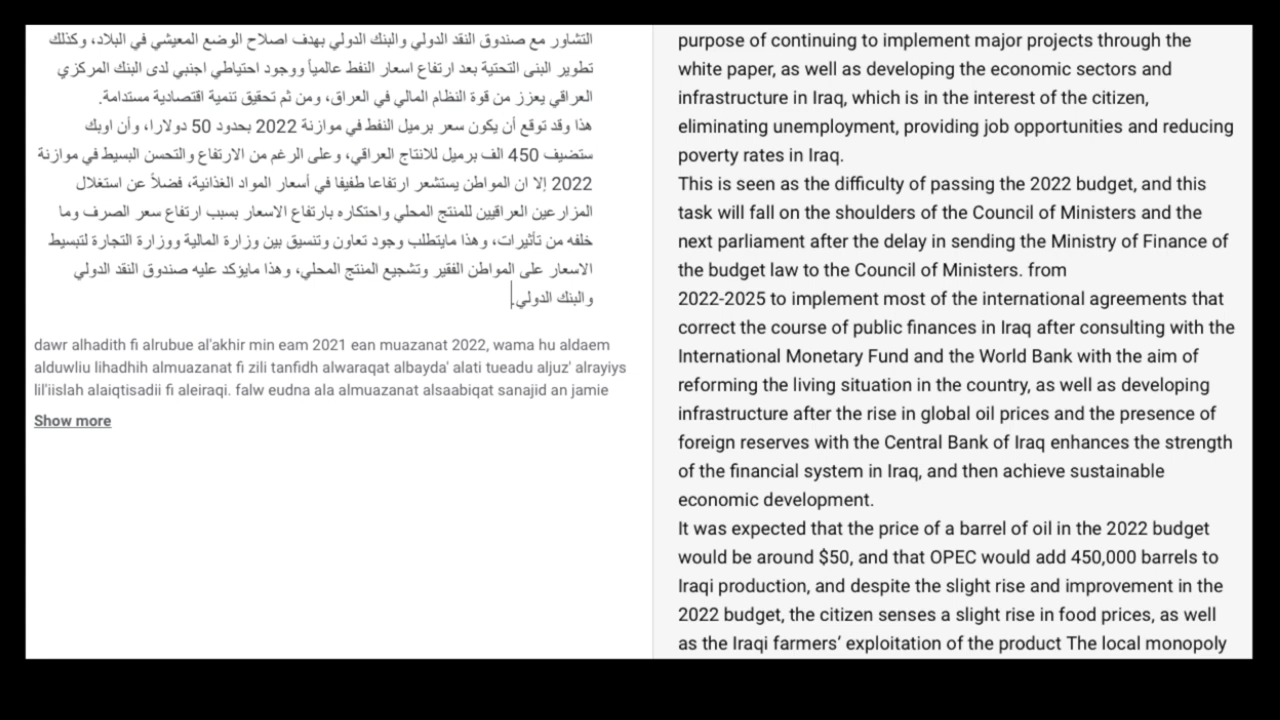 التشاور مع صندوق النقد الدولي والبنك الدولي بهدف اصلاح الوضع المعيشي في البلاد، وكذلك
تطوير البنى التحتية بعد ارتفاع اسعار النفط عالمياً ووجود احتياطي اجنبي لدى البنك المركزي
العراقي يعزز من قوة النظام المالي في العراق، ومن ثم تحقيق تنمية اقتصادية مستدامة.
هذا وقد توقع أن يكون سعر برميل النفط في موازنة 2022 بحدود 50 دولارا، وأن اوبك
ستضيف 450 الف برميل للانتاج العراقي، وعلى الرغم من الارتفاع والتحسن البسيط في موازنة
2022 إلا ان المواطن يستشعر ارتفاعا طفيفا في أسعار المواد الغذائية، فضلاً عن استغلال
المزارعين العراقيين للمنتج المحلي واحتكاره بارتفاع الاسعار بسبب ارتفاع سعر الصرف وما
خلفه من تأثيرات، وهذا مايتطلب وجود تعاون وتنسيق بين وزارة المالية ووزارة التجارة لتبسيط
الاسعار على المواطن الفقير وتشجيع المنتج المحلي، وهذا مايؤكد عليه صندوق النقد الدولي
والبنك الدولي.
dawr alhadith fi alrubue al'akhir min eam 2021 ean muazanat 2022, wama hu aldaem
alduwliu lihadhih almuazanat fi zili tanfidh alwaraqat albayda' alati tueadu aljuz' alrayiys
lil'iislah alaiqtisadii fi aleiraqi. falw eudna ala almuazanat alsaabiqat sanajid an jamie
Show more
purpose of continuing to implement major projects through the
white paper, as well as developing the economic sectors and
infrastructure in Iraq, which is in the interest of the citizen,
eliminating unemployment, providing job opportunities and reducing
poverty rates in Iraq.
This is seen as the difficulty of passing the 2022 budget, and this
task will fall on the shoulders of the Council of Ministers and the
next parliament after the delay in sending the Ministry of Finance of
the budget law to the Council of Ministers. from
2022-2025 to implement most of the international agreements that
correct the course of public finances in Iraq after consulting with the
International Monetary Fund and the World Bank with the aim of
reforming the living situation in the country, as well as developing
infrastructure after the rise in global oil prices and the presence of
foreign reserves with the Central Bank of Iraq enhances the strength
of the financial system in Iraq, and then achieve sustainable
economic development.
It was expected that the price of a barrel of oil in the 2022 budget
would be around $50, and that OPEC would add 450,000 barrels to
Iraqi production, and despite the slight rise and improvement in the
2022 budget, the citizen senses a slight rise in food prices, as well
as the Iraqi farmers' exploitation of the product The local monopoly